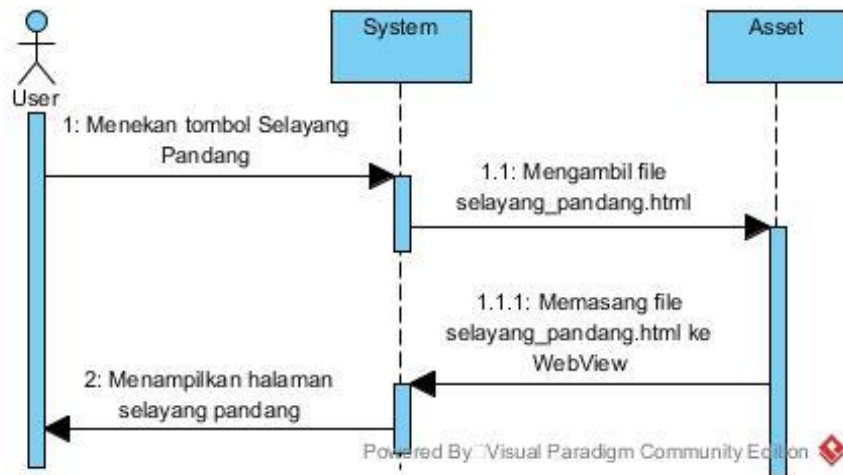 System
Asset
User
1: Menekan tombol Selayang
Pandang
1.1: Mengambil file
selayang_pandang.html
1.1.1: Memasang file
selayang_pandang.html ke
WebView
2: Menampilkan halaman
selayang pandang
Powered By Visual Paradigm Community Edition